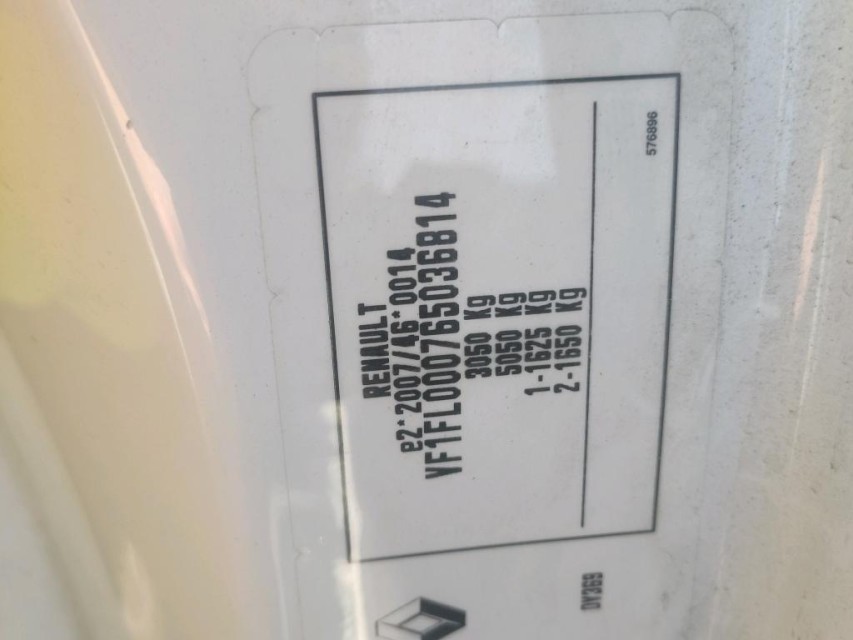 RENAULT
e2*2007/46*0014
VF1FL000765036814
3050 Kg
5050 Kg
1-1625 Kg
2-1650 Kg
576896
DV369